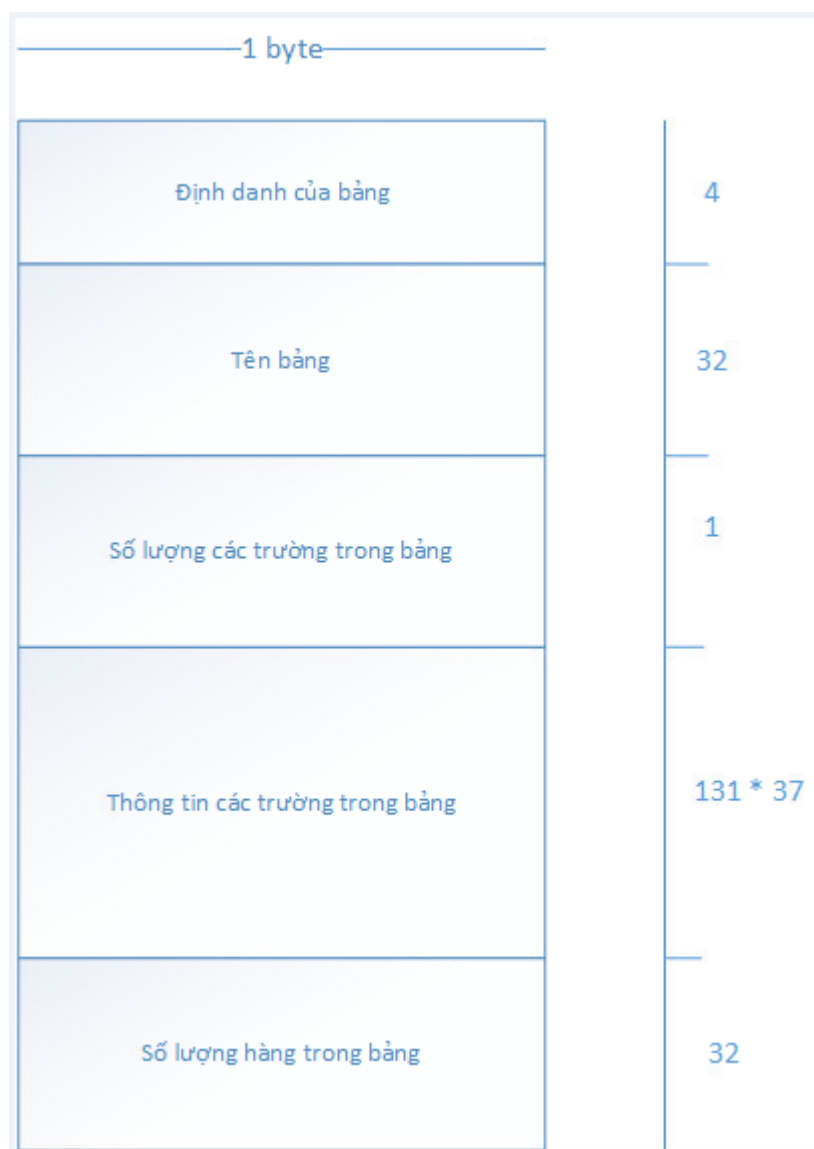 1 byte
Định danh của bảng
4
Tên bảng
32
Số lượng các trường trong bảng
1
Thông tin các trường trong bảng
131 * 37
Số lượng hàng trong bảng
32